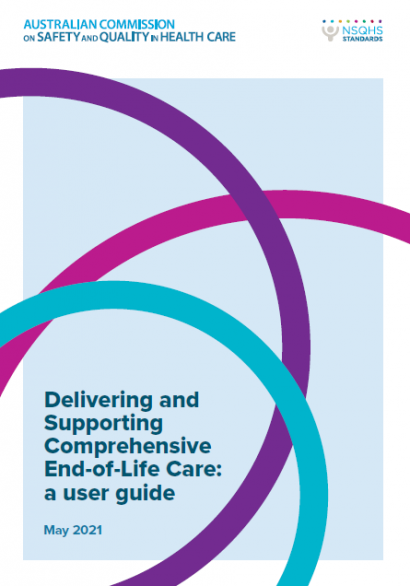 AUSTRALIAN COMMISSION
ON SAFETY AND QUALITY IN HEALTH CARE
NSQHS
STANDARDS
Delivering and
Supporting
Comprehensive
End-of-Life Care:
a user guide
May 2021